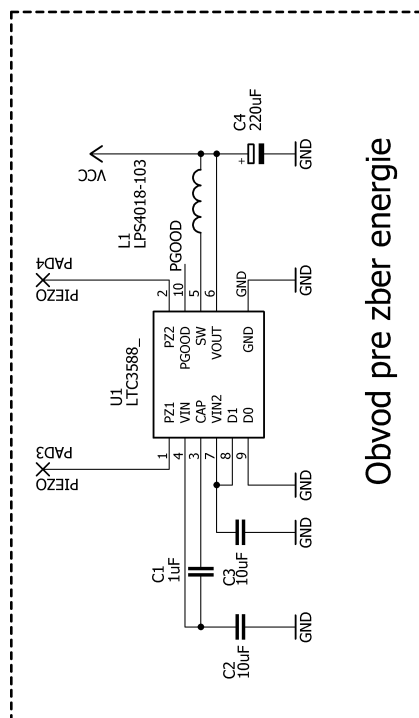 VCC
L1
LPS4018-103
C4
220uF
+
GND
PIEZO
PAD4
PGOOD
2
10
5
6
GND
GND
U1
LTC3588_
PZ2
PGOOD
SW
VOUT
GND
PZ1
VIN
CAP
VIN2
D1
D0
1
4
3
7
8
9
PIEZO
PAD3
C1
1uF
C3
10uF
C2
10uF
GND
GND
GND
Obvod pre zber energie